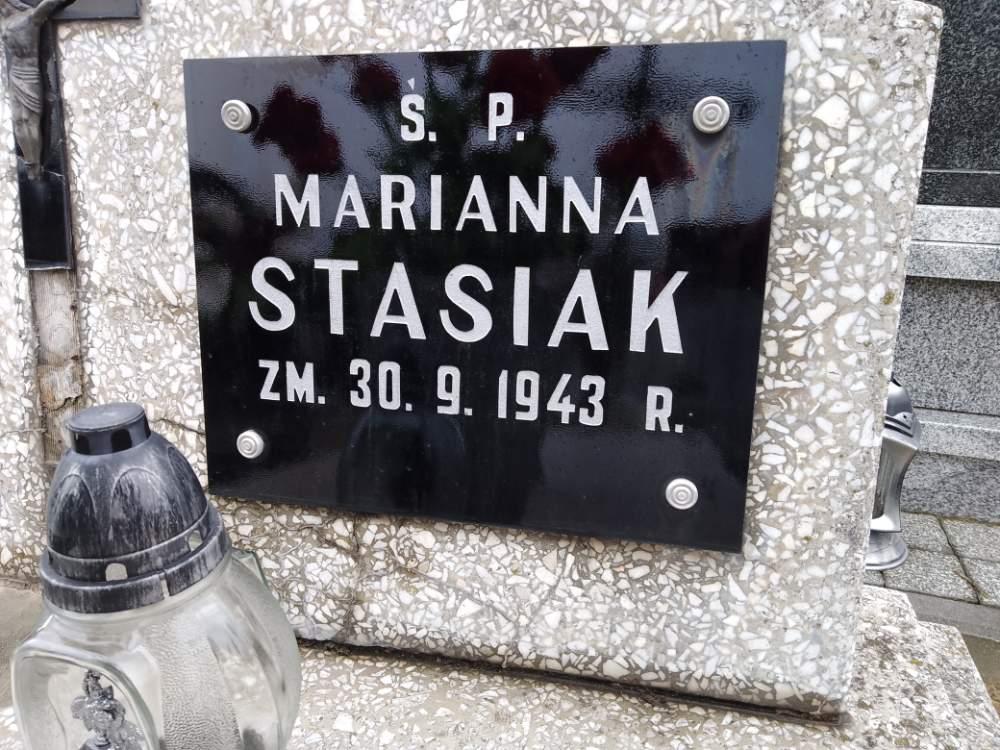 Ś. P.
MARIANNA
STASIAK
ZM. 30. 9. 1943 R.